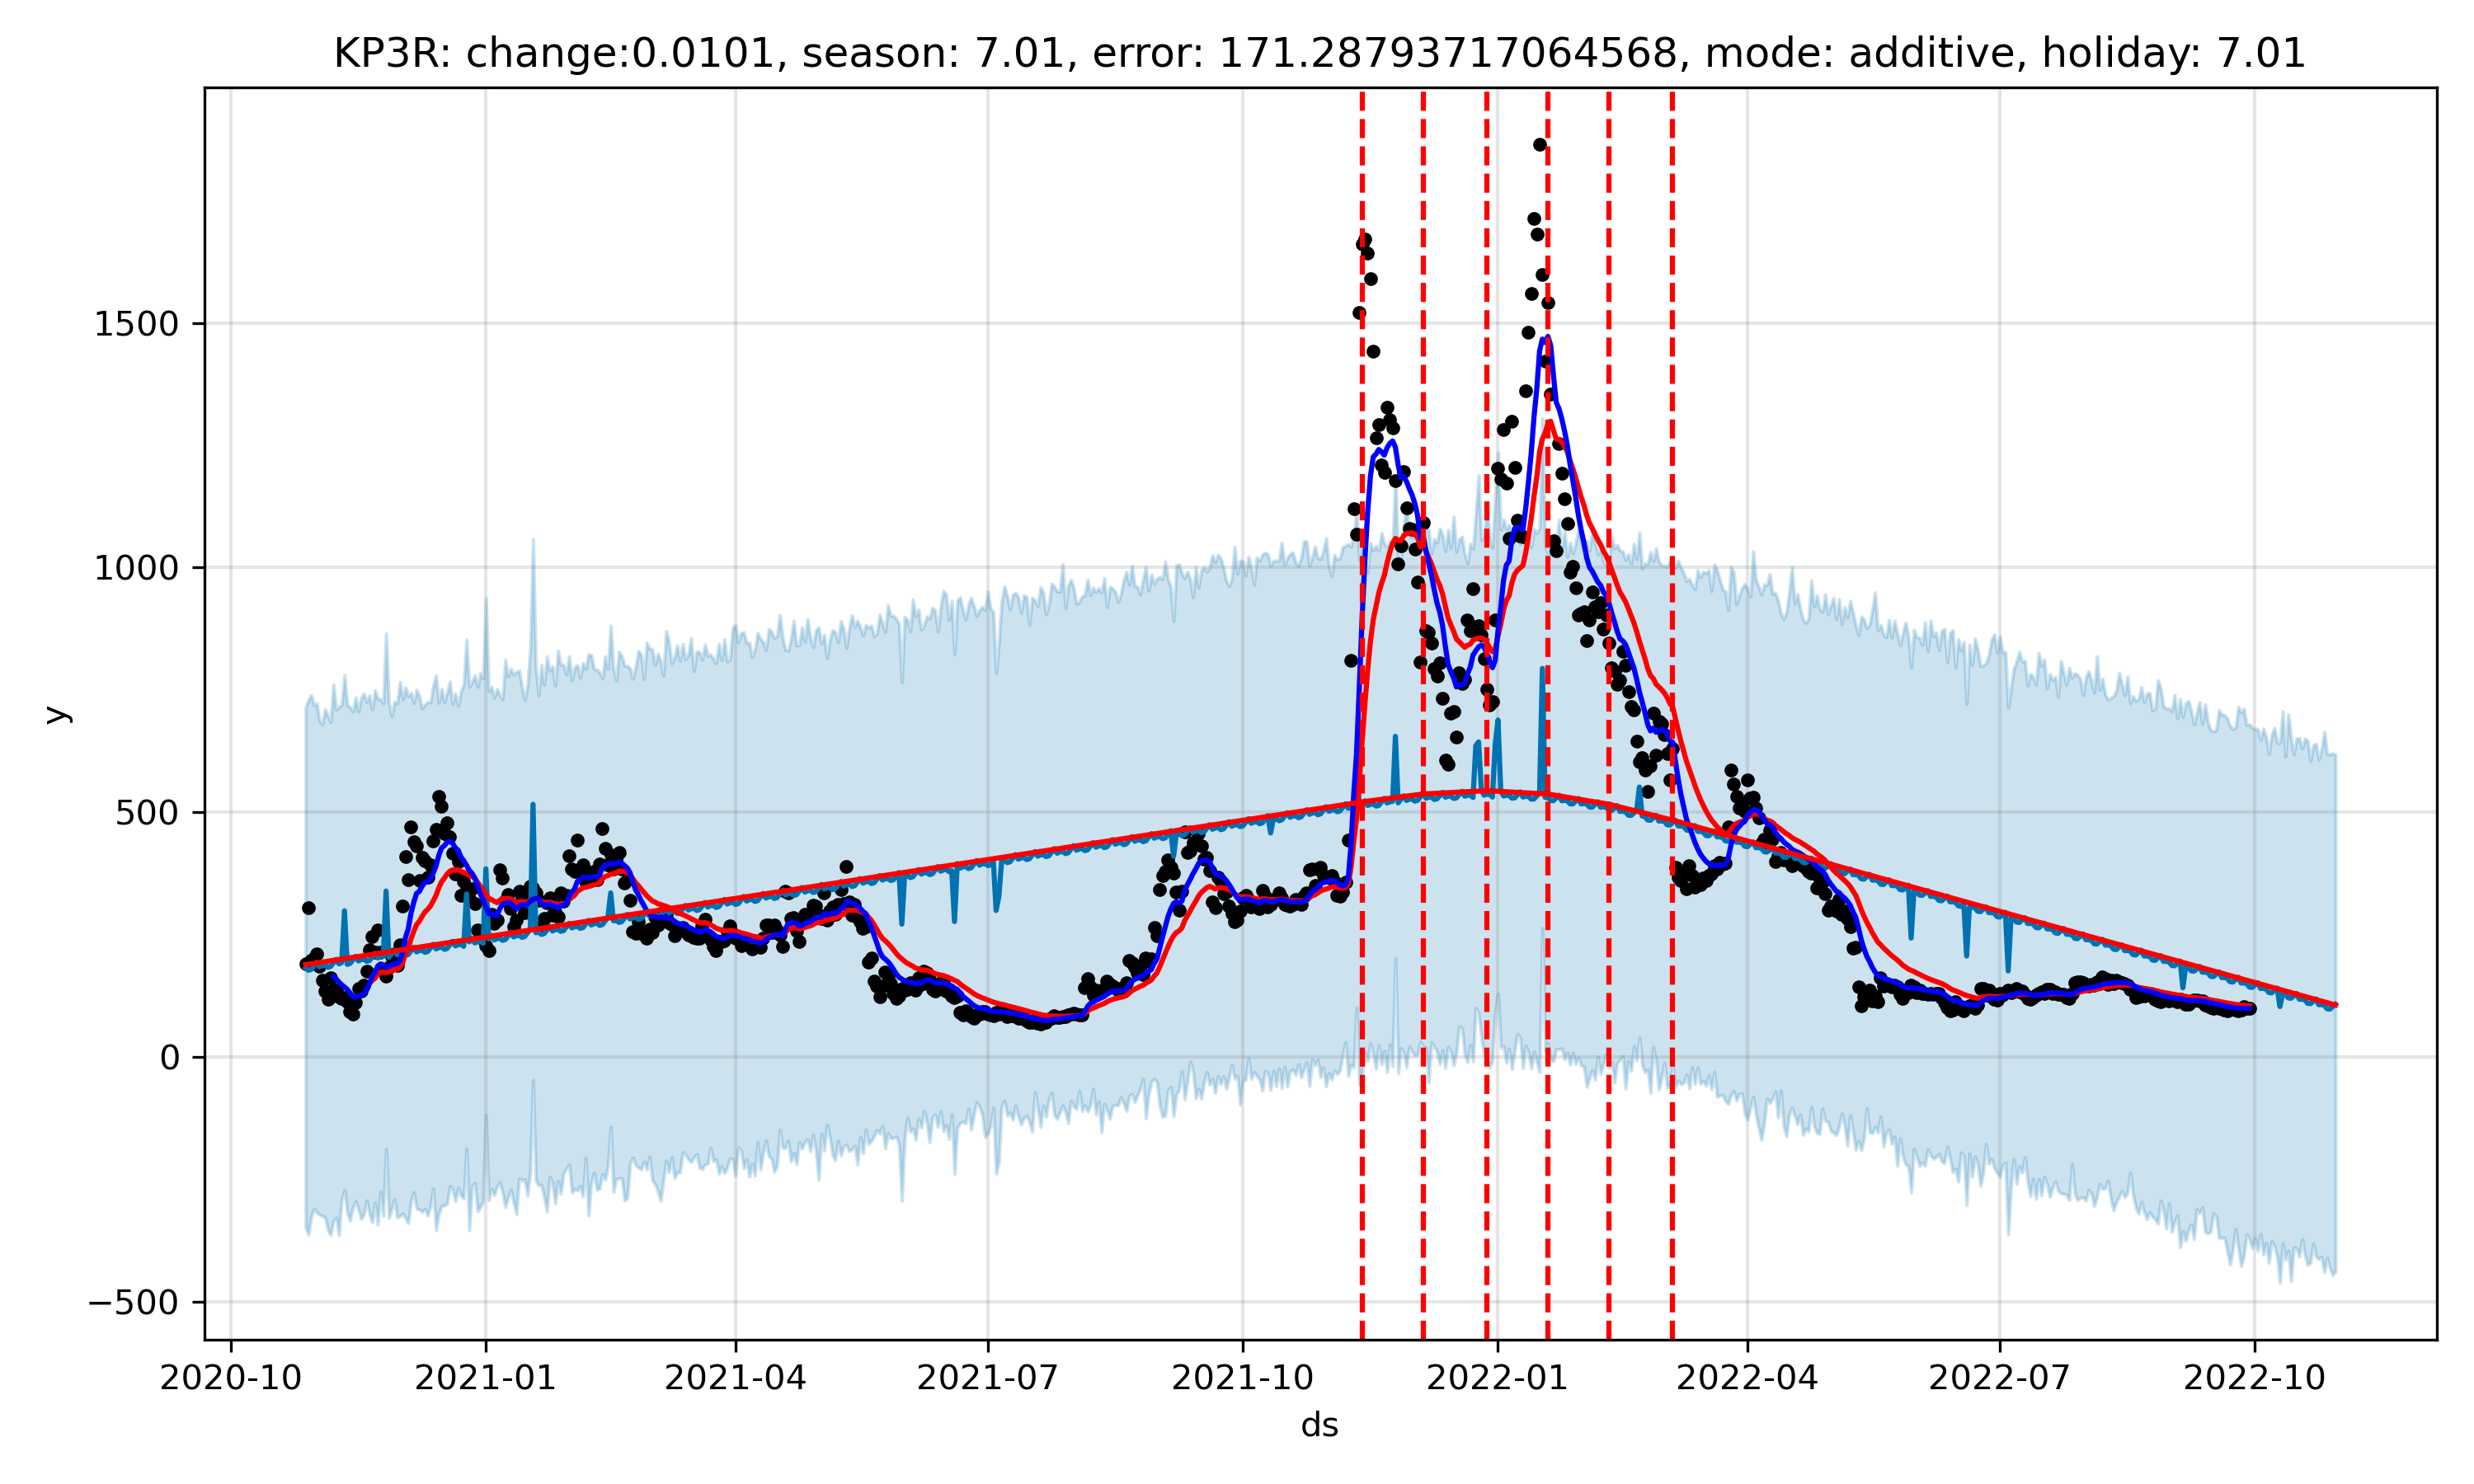 KP3R: change:0.0101, season: 7.01, error: 171.28793717064568, mode: additive, holiday: 7.01
y
1500
1000
500
0
−500
2020-10 2021-01 2021-04 2021-07 2021-10 2022-01 2022-04 2022-07 2022-10
ds